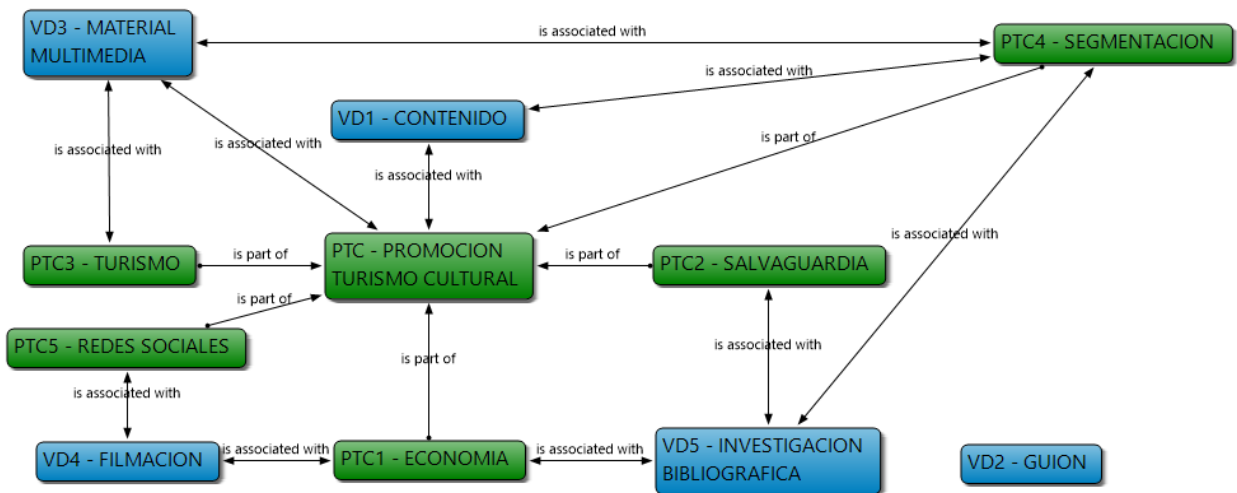 VD3 - MATERIAL
MULTIMEDIA
is associated with
PTC4 - SEGMENTACION
is associated with
VD1 - CONTENIDO
is part of
is associated with
is associated with
is associated with
is associated with
PTC - PROMOCION
TURISMO CULTURAL
PTC3 - TURISMO
is part of
is part of
PTC2 - SALVAGUARDIA
is part of
PTC5 - REDES SOCIALES
is associated with
is part of
is associated with
VD4 - FILMACION
is associated with
PTC1 - ECONOMIA
is associated with
VD5 - INVESTIGACION
BIBLIOGRAFICA
VD2 - GUION
is associated with